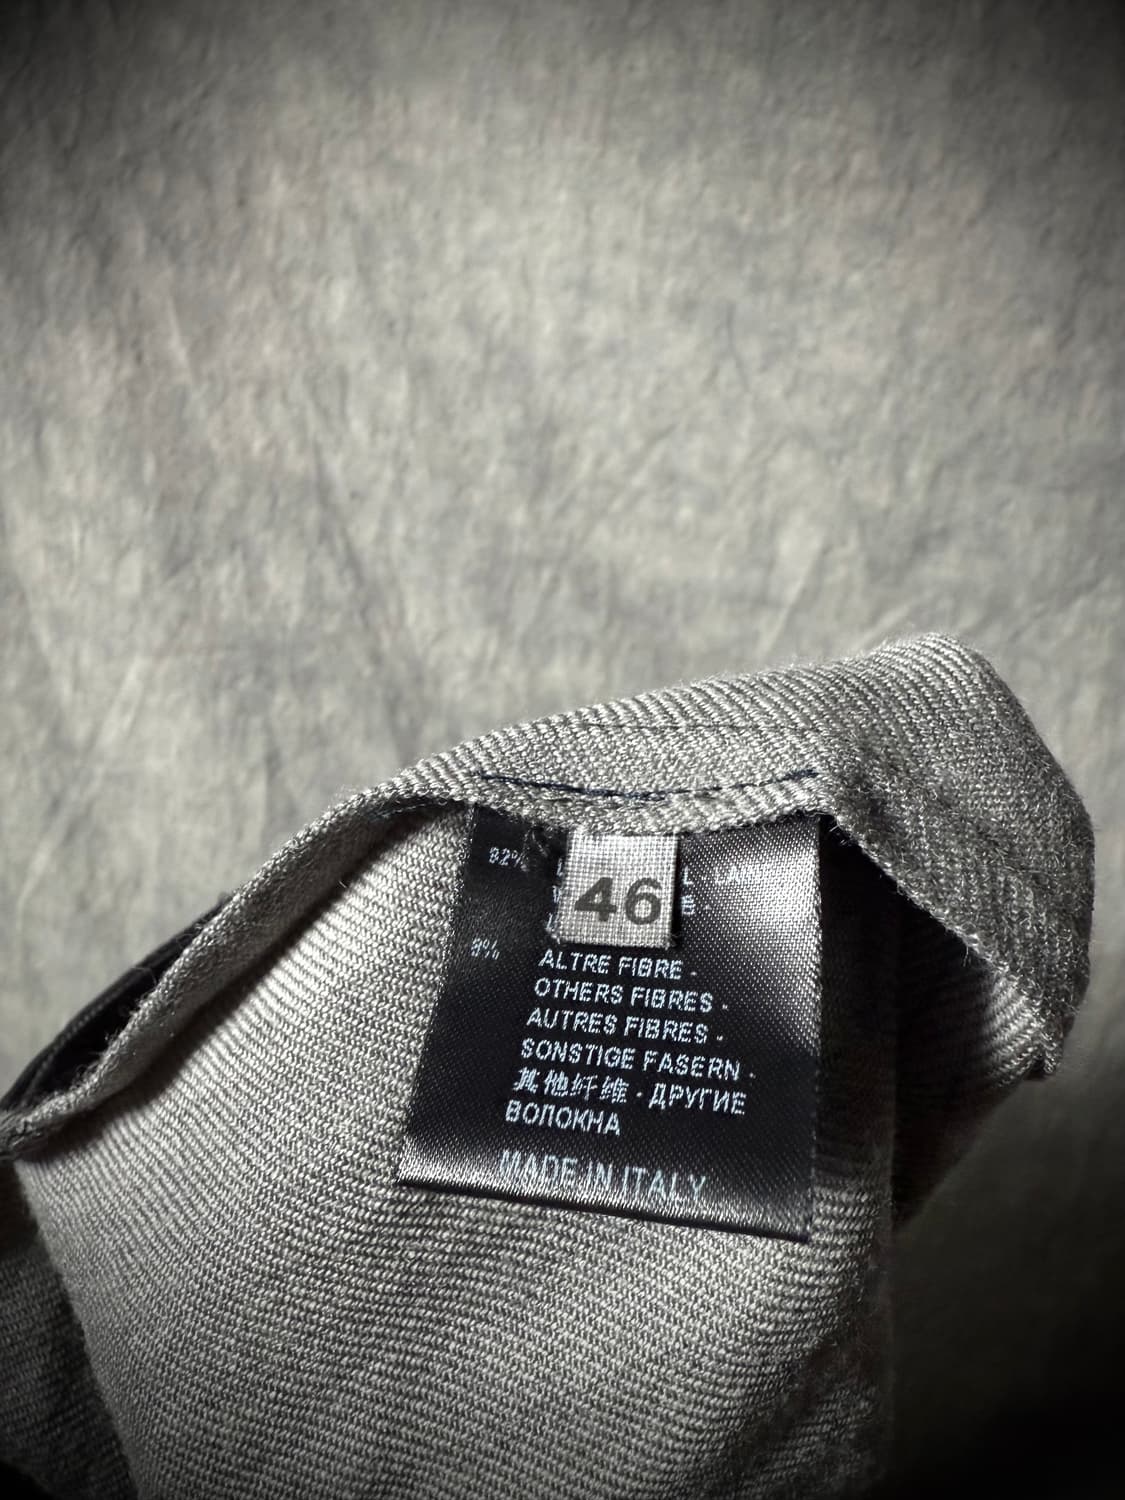 92%
46
8%
ALTRE FIBRE -
OTHERS FIBRES -
AUTRES FIBRES -
SONSTIGE FASERN -
其他纤维 - ДРУГИЕ
ВОЛОКНА
MADE IN ITALY